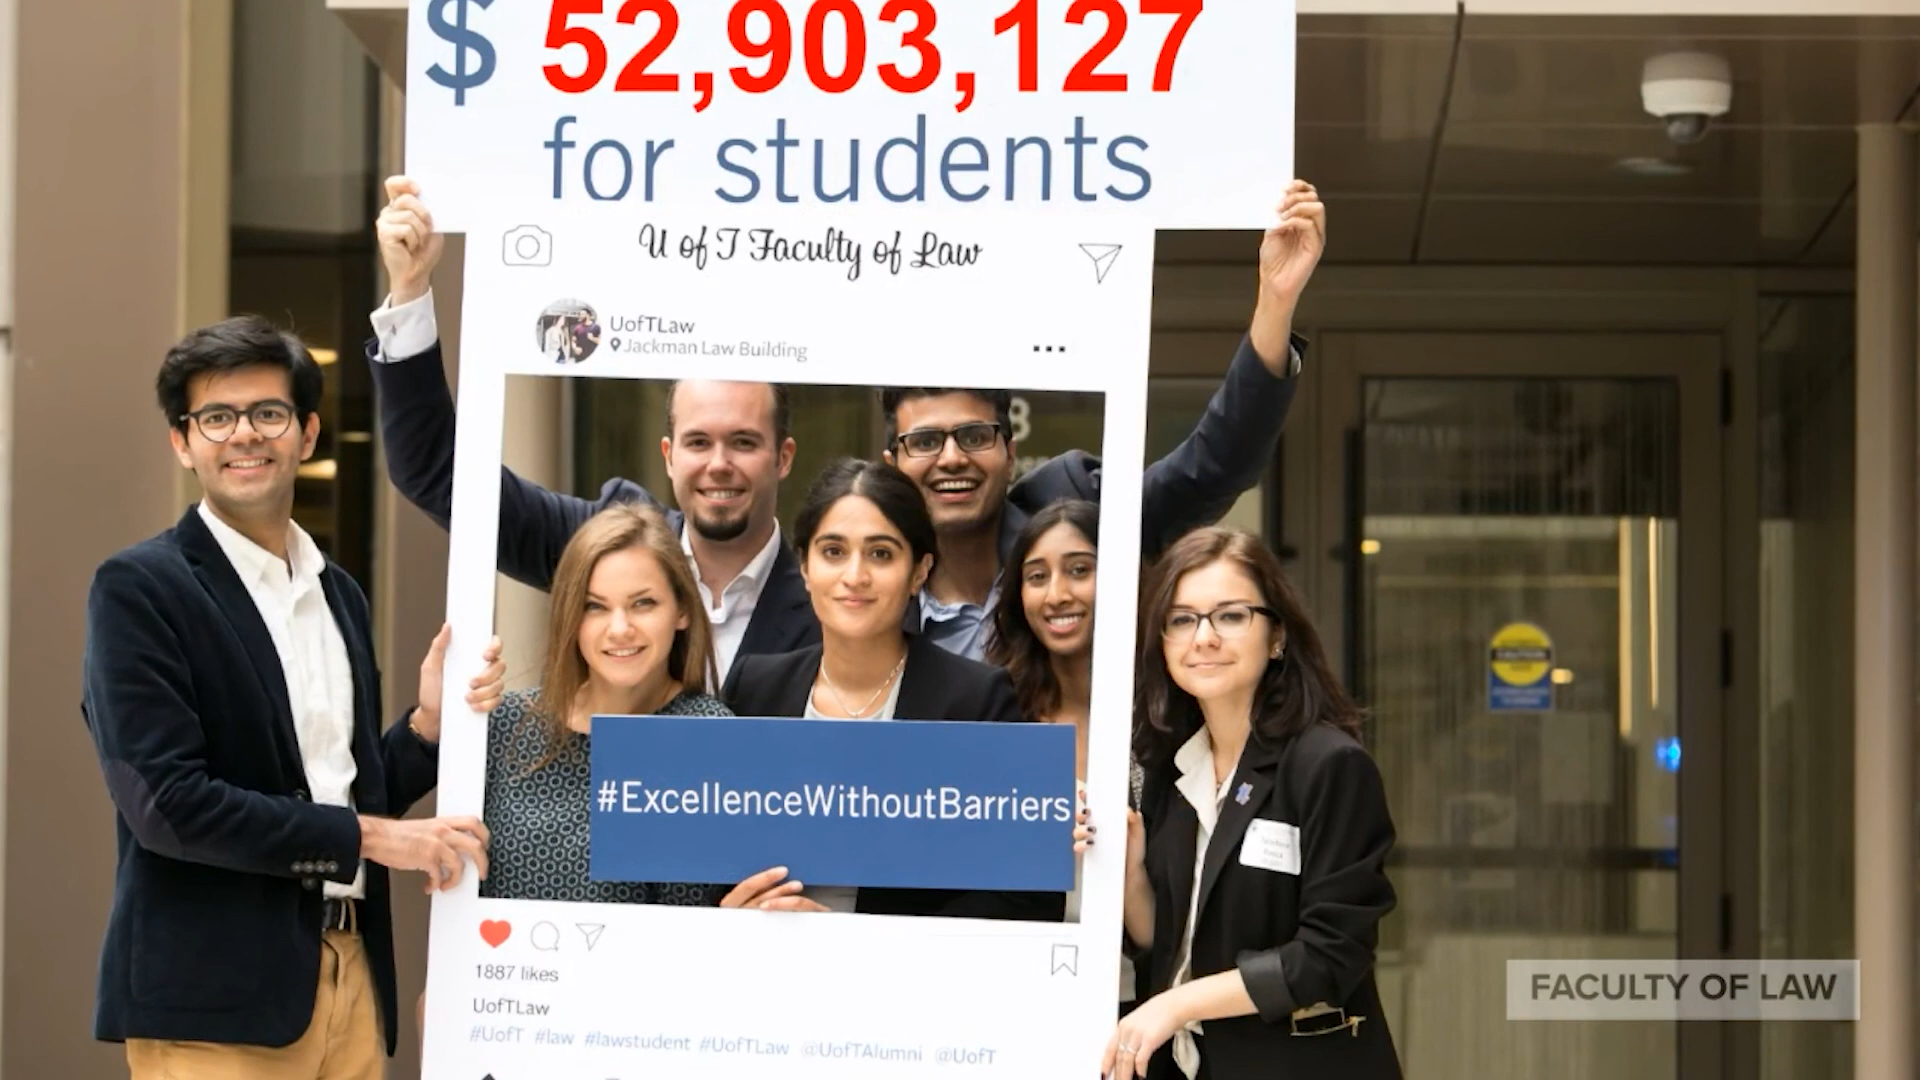 $ 52,903,127
for students
U of T Faculty of Law
UofTLaw
Jackman Law Building
#ExcellenceWithoutBarriers
1887 likes
UofTLaw
#UofT #law #lawstudent #UofTLaw @UofTAlumni @UofT
FACULTY OF LAW